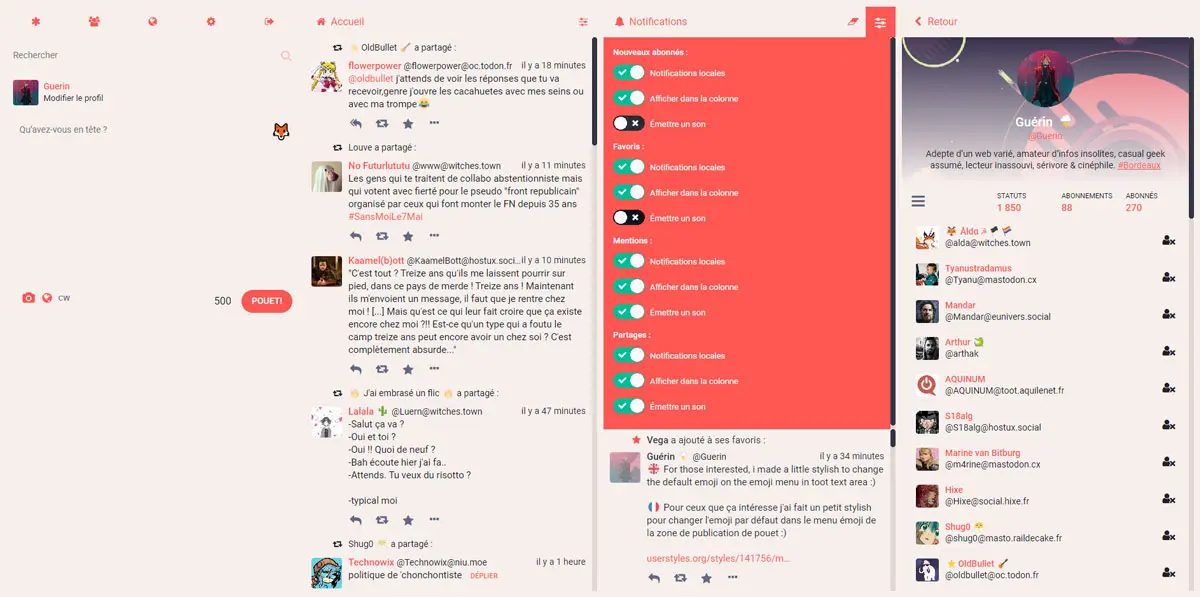 Rechercher
Guerin
Modifier le profil
Qu'avez-vous en tête ?
CW
500
POUET!
Accueil
OldBullet a partagé :
flowerpower @flowerpower@oc.todon.fr il y a 18 minutes
@oldbullet j'attends de voir les réponses que tu va
recevoir,genre j'ouvre les cacahuetes avec mes seins ou
avec ma trompe😂
Louve a partagé :
No Futurlututu @www@witches.town il y a 11 minutes
Les gens qui te traitent de collabo abstentionniste mais
qui votent avec fierté pour le pseudo "front republicain"
organisé par ceux qui font monter le FN depuis 35 ans
#SansMoiLe7Mai
Kaamel(b)ott @KaamelBott@hostux.soci... il y a 10 minutes
"C'est tout ? Treize ans qu'ils me laissent pourrir sur
pied, dans ce pays de merde ! Treize ans ! Maintenant
ils m'envoient un message, il faut que je rentre chez
moi ! [...] Mais qu'est ce qui leur fait croire que ça existe
encore chez moi ?!! Est-ce qu'un type qui a foutu le
camp treize ans peut encore avoir un chez soi ? C'est
complètement absurde..."
J'ai embrasé un flic a partagé :
Lalala 🌵 @Luern@witches.town il y a 47 minutes
-Salut ça va ?
-Oui et toi ?
-Oui !! Quoi de neuf ?
-Bah écoute hier j'ai fa..
-Attends. Tu veux du risotto ?
-typical moi
Shug0 a partagé :
Technowix @Technowix@niu.moe il y a 1 heure
politique de 'chonchontiste DÉPLIER
Notifications
Nouveaux abonnés :
Notifications locales
Afficher dans la colonne
Émettre un son
Favoris :
Notifications locales
Afficher dans la colonne
Émettre un son
Mentions :
Notifications locales
Afficher dans la colonne
Émettre un son
Partages :
Notifications locales
Afficher dans la colonne
Émettre un son
Vega a ajouté à ses favoris :
Guérin @Guerin il y a 34 minutes
🇬🇧 For those interested, i made a little stylish to change
the default emoji on the emoji menu in toot text area :)
🇫🇷 Pour ceux que ça intéresse j'ai fait un petit stylish
pour changer l'emoji par défaut dans le menu émoji de
la zone de publication de pouet :)
userstyles.org/styles/141756/m...
Retour
Guérin
@Guerin
Adepte d'un web varié, amateur d'infos insolites, casual geek
assumé, lecteur inassouvi, sérivore & cinéphile. #Bordeaux
STATUTS ABONNEMENTS ABONNÉS
1 850 88 270
🦊 Aldα
@alda@witches.town
Tyanustradamus
@Tyanu@mastodon.cx
Mandar
@Mandar@eunivers.social
Arthur
@arthak
AQUINUM
@AQUINUM@toot.aquilenet.fr
S18alg
@S18alg@hostux.social
Marine van Bitburg
@m4rine@mastodon.cx
Hixe
@Hixe@social.hixe.fr
Shug0
@shug0@masto.raildecake.fr
OldBullet
@oldbullet@oc.todon.fr